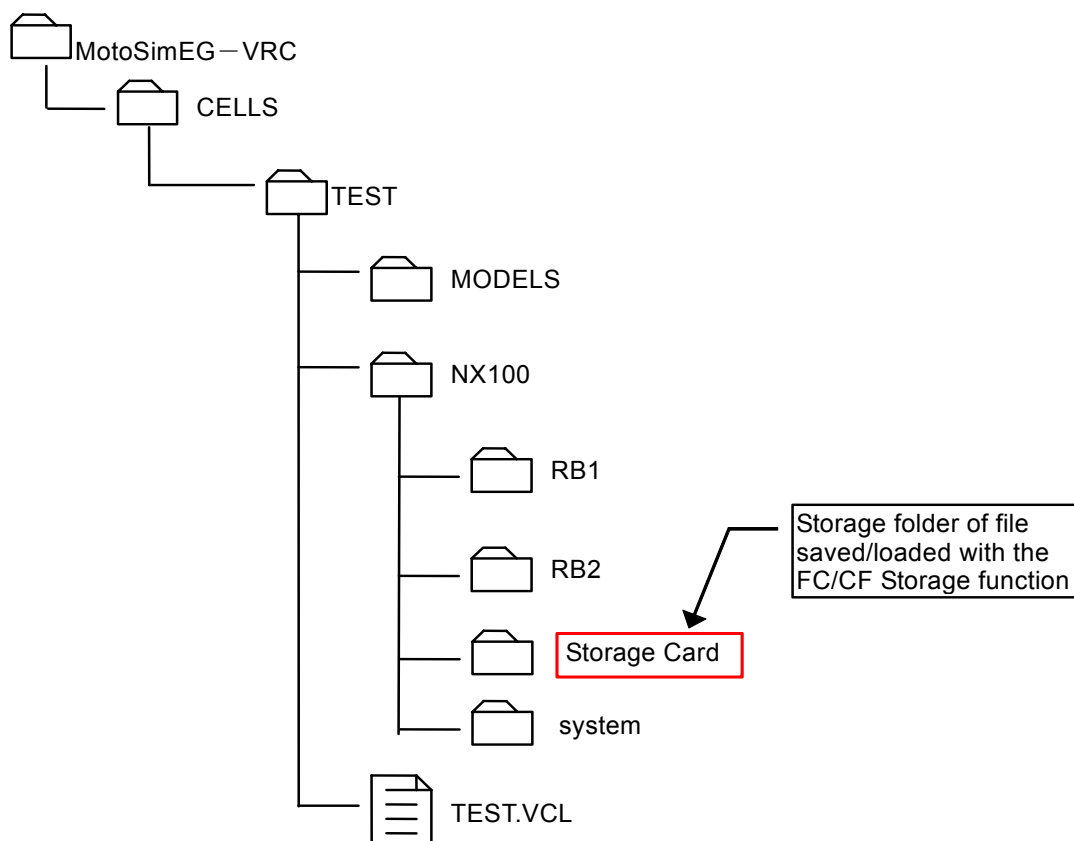 MotoSimEG－VRC
CELLS
TEST
MODELS
NX100
RB1
Storage folder of file
saved/loaded with the
FC/CF Storage function
RB2
Storage Card
system
TEST.VCL